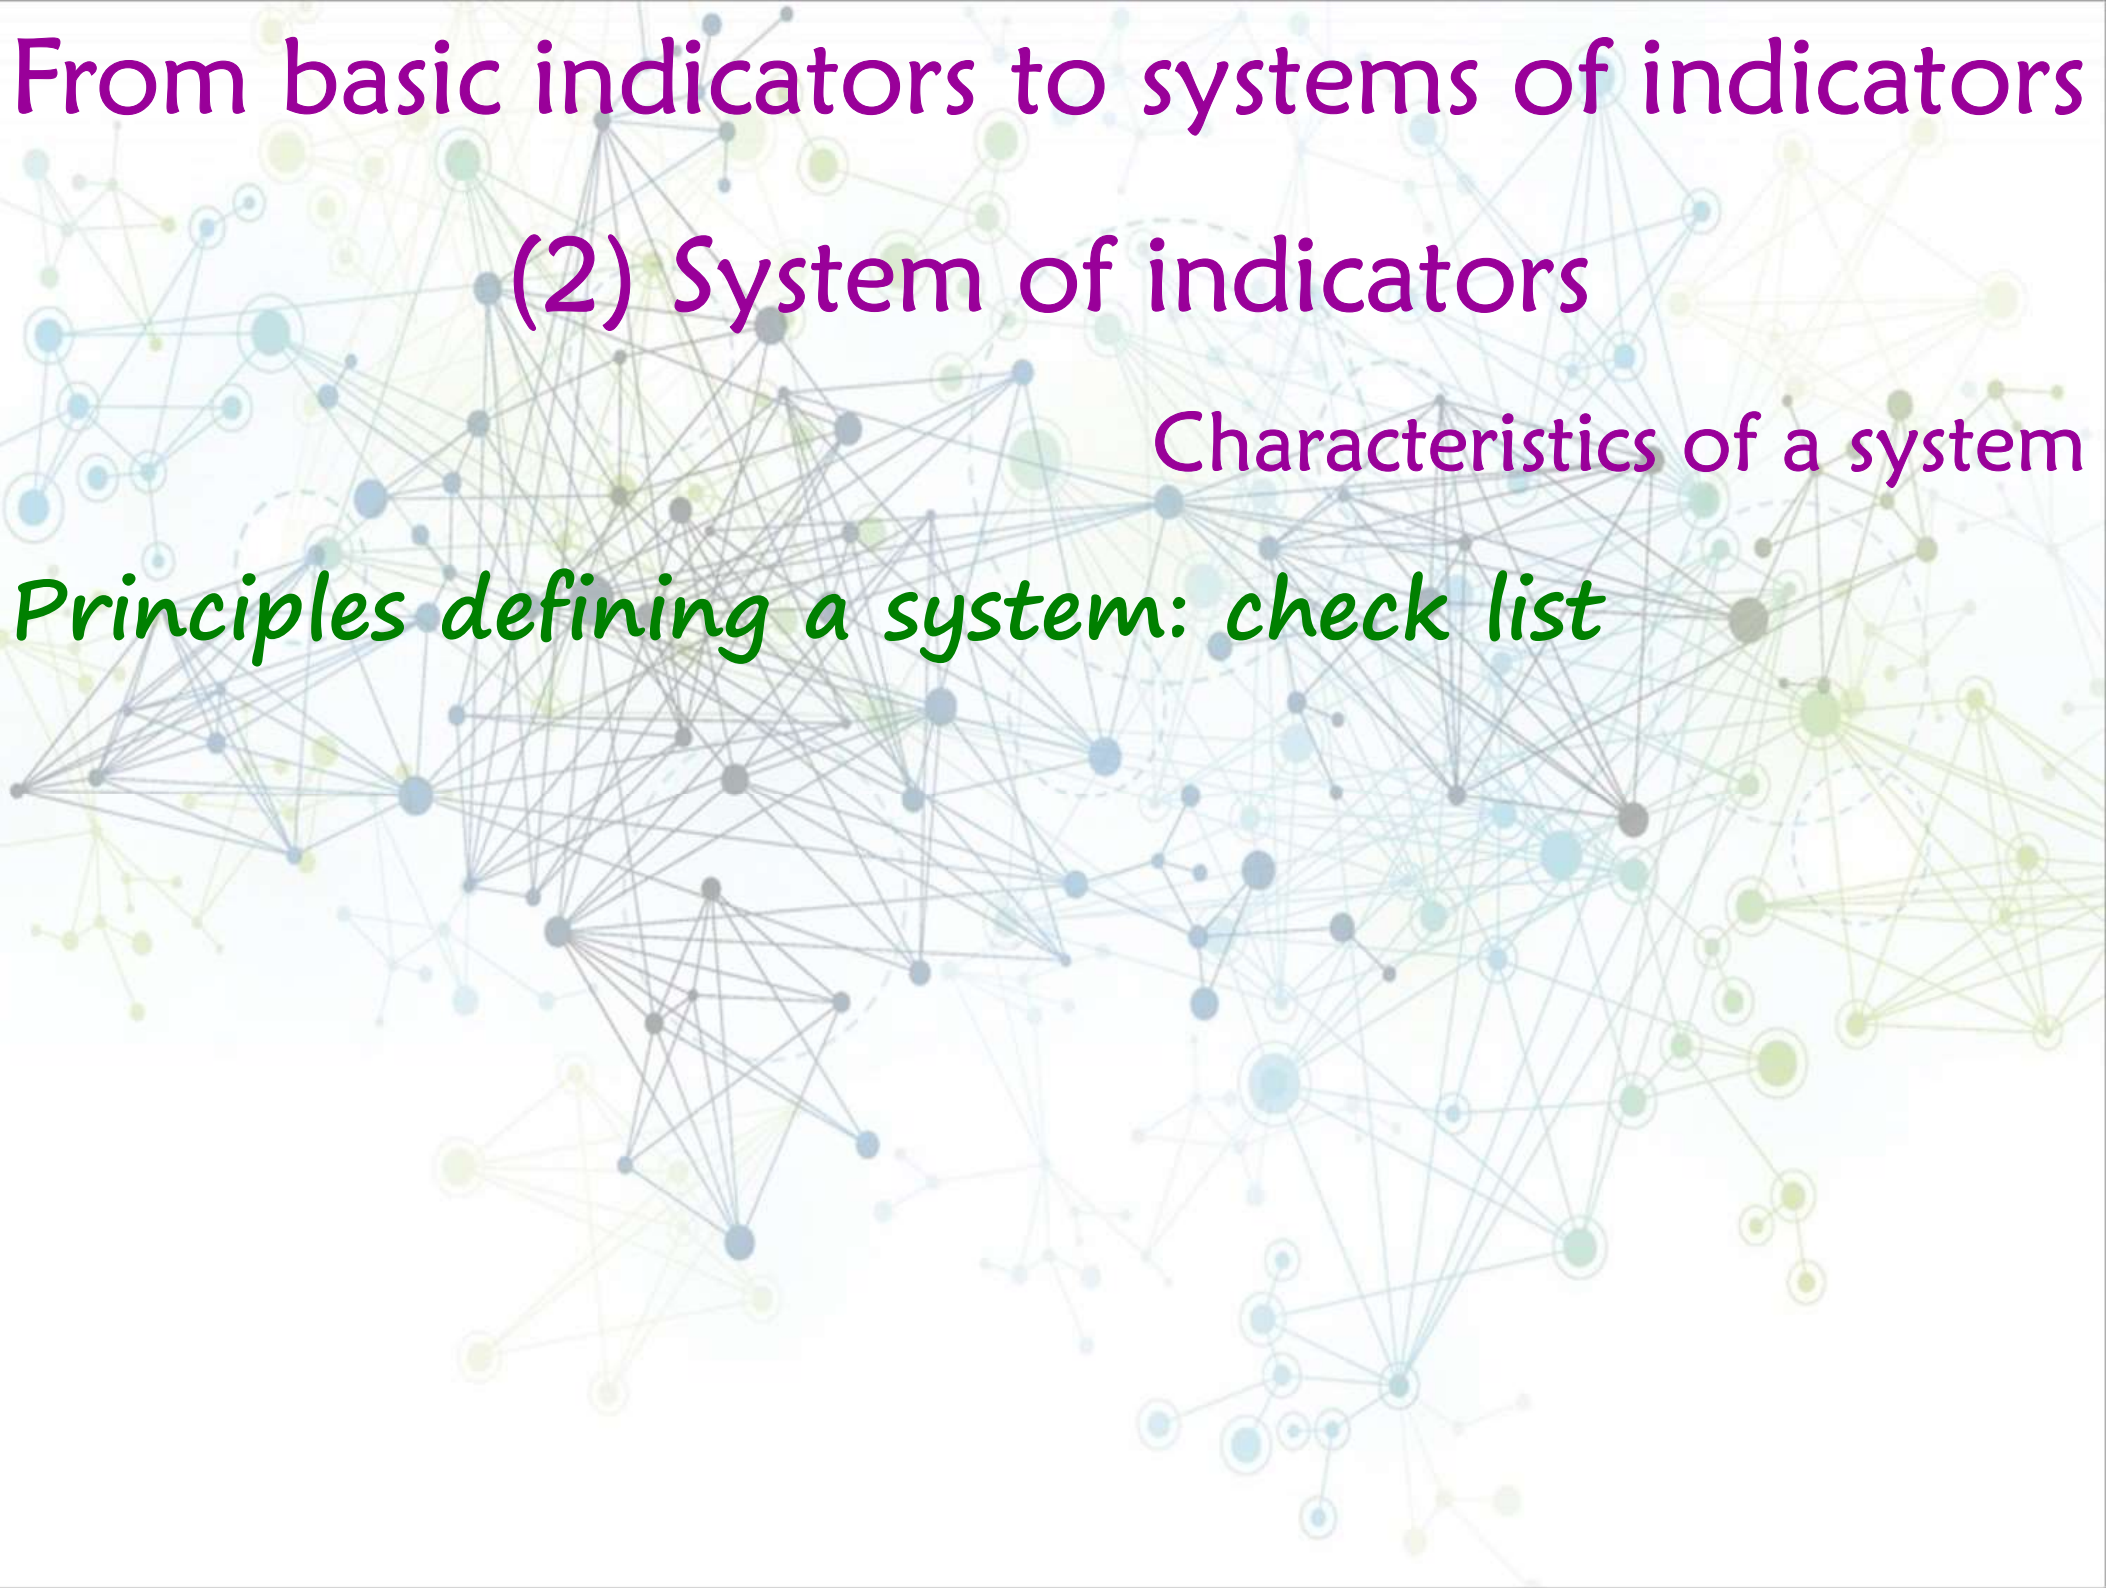 From basic indicators to systems of indicators
(2) System of indicators
Characteristics of a system
Principles defining a system: check list